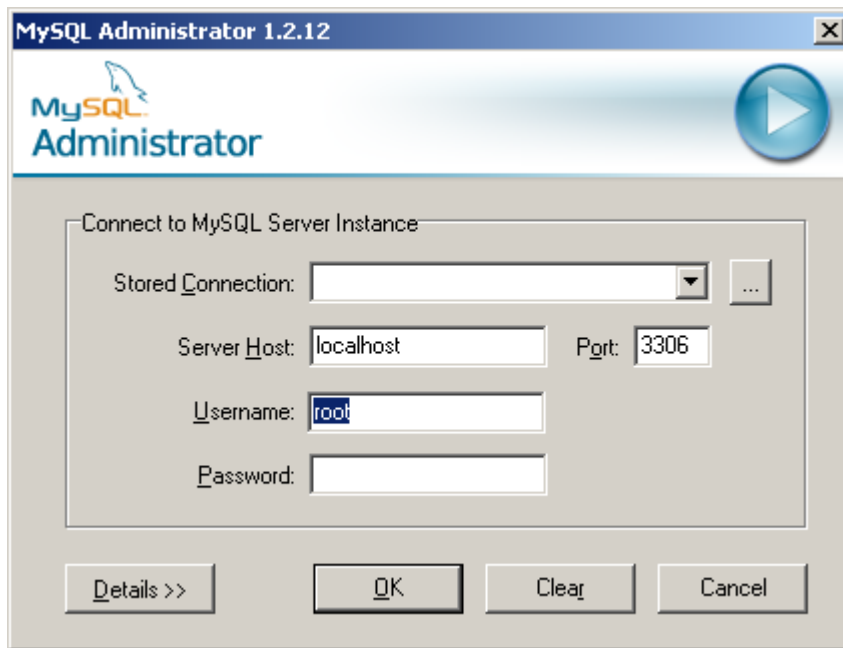 MySQL Administrator 1.2.12
MySQL
Administrator
Connect to MySQL Server Instance
Stored Connection:
...
Server Host: localhost Port: 3306
Username: root
Password:
Details >> OK Clear Cancel